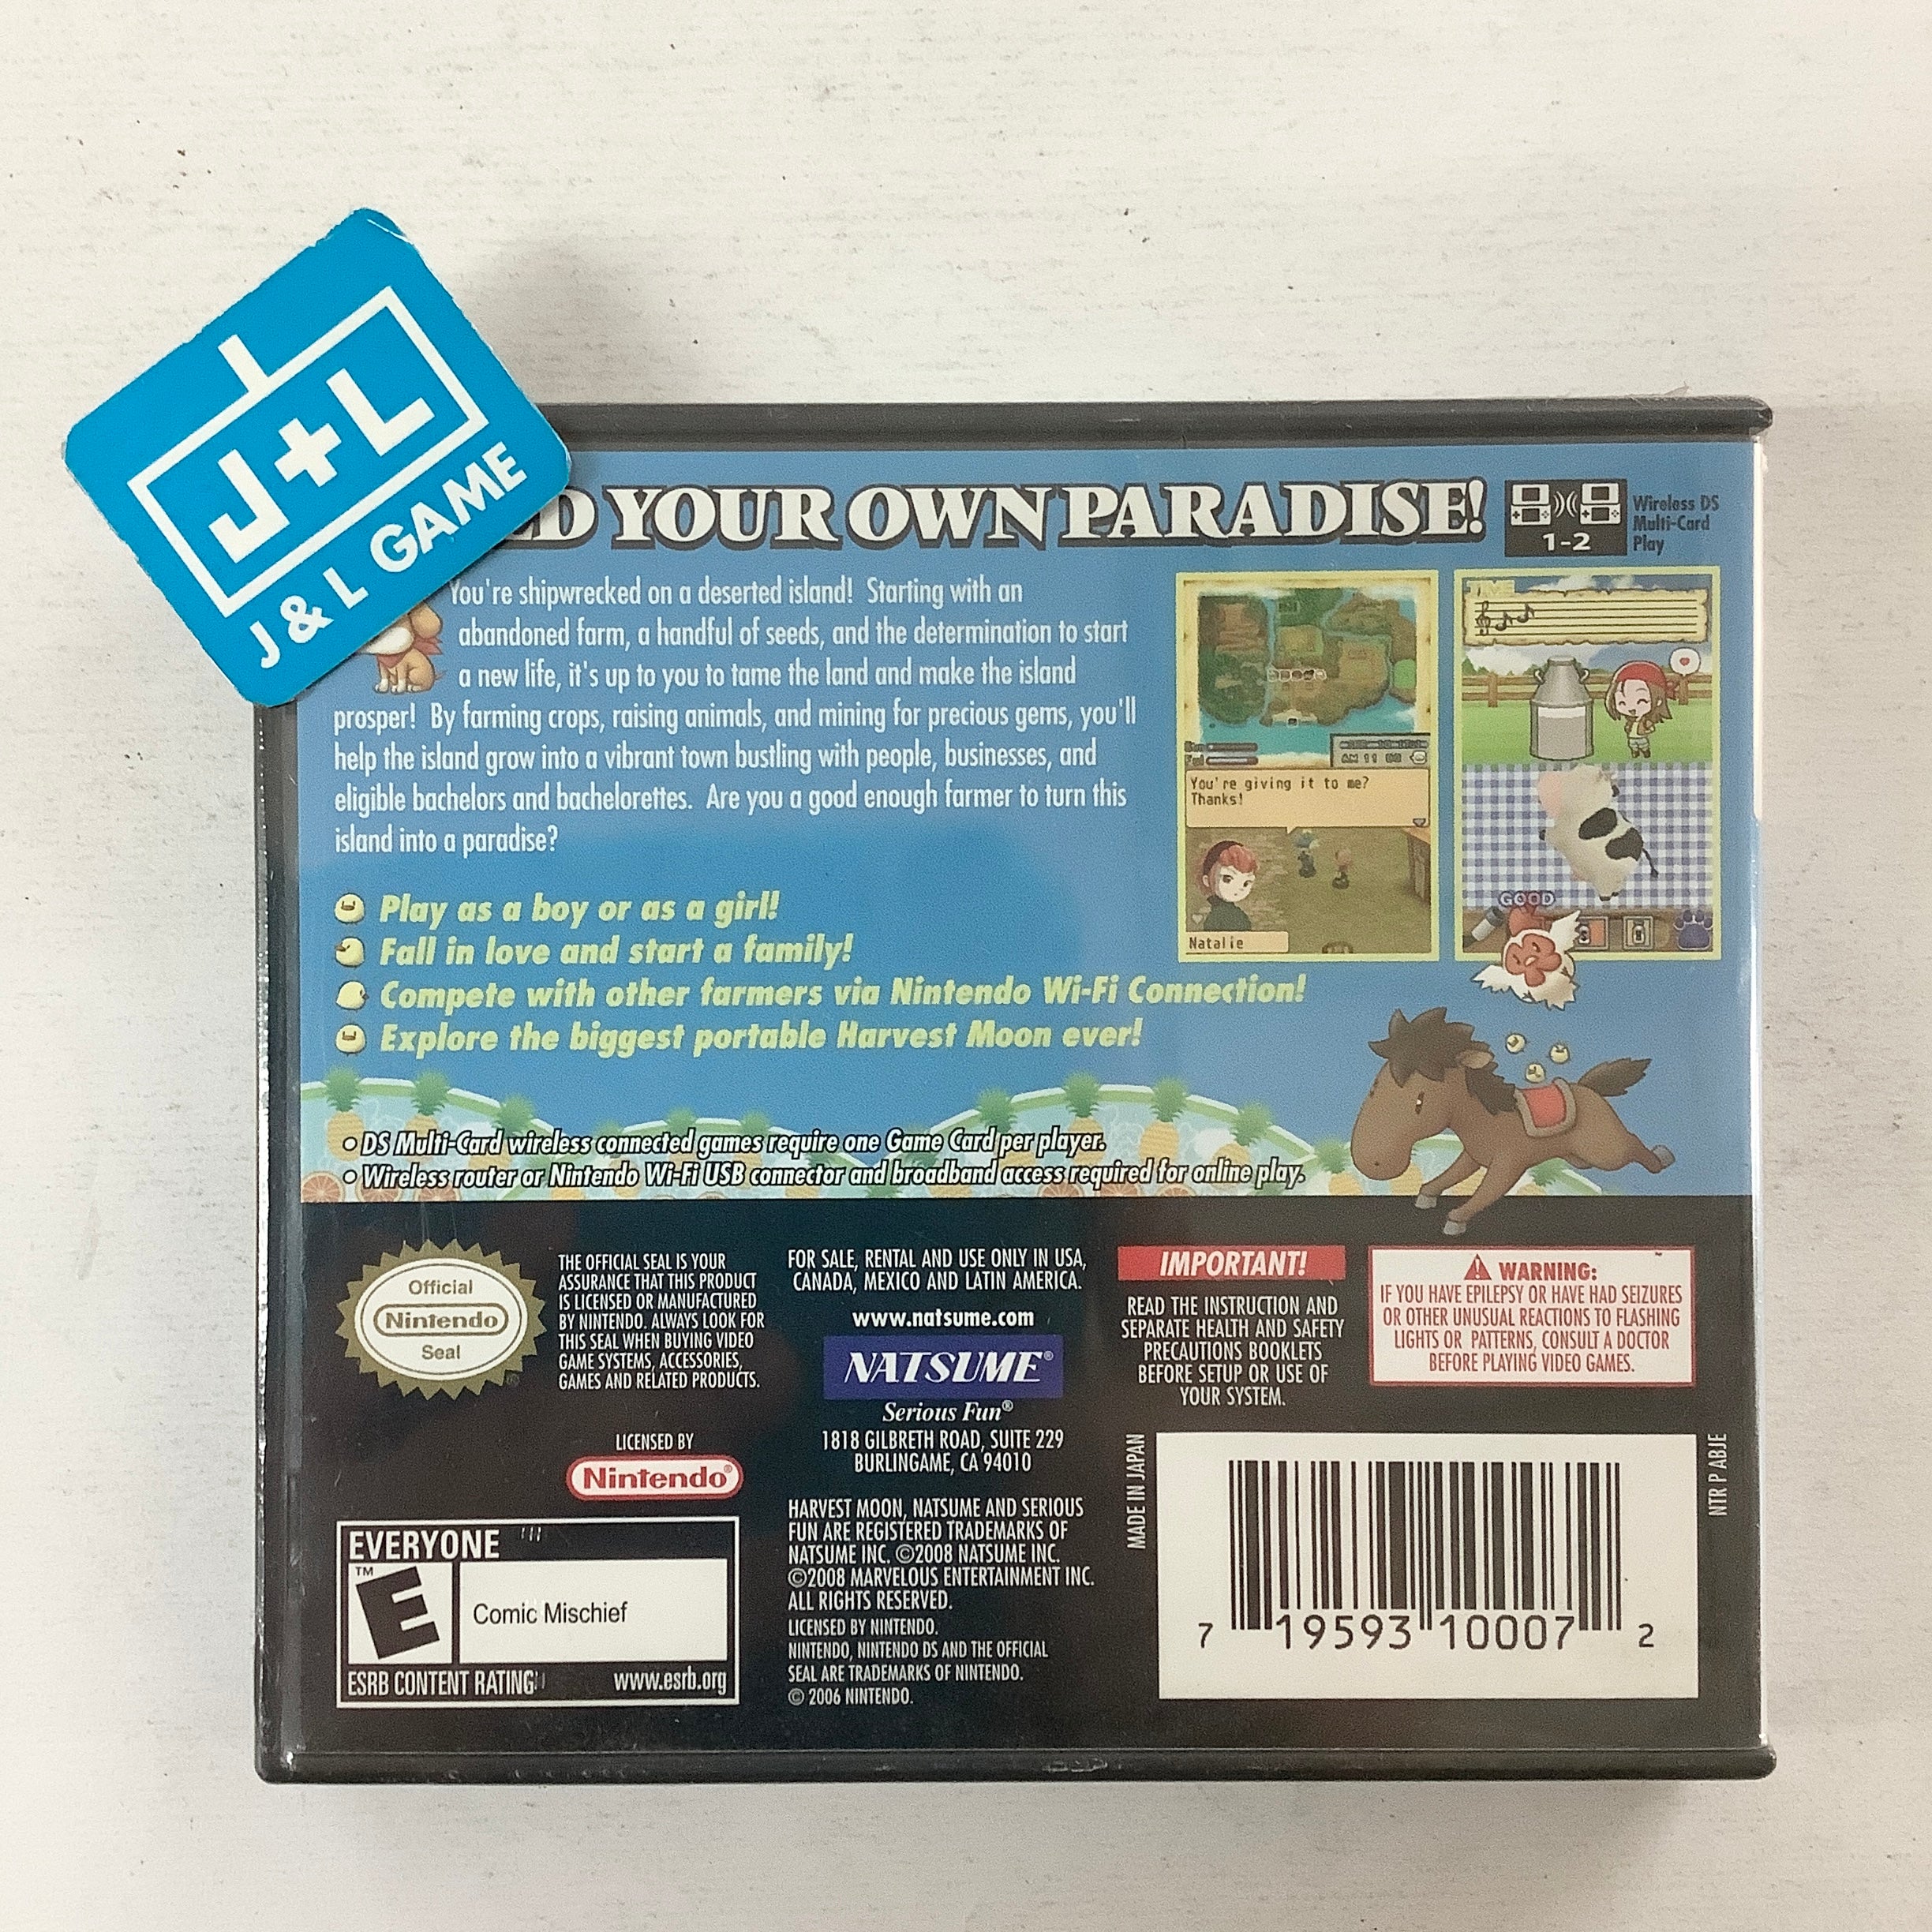 J+L
J & L GAME
D YOUR OWN PARADISE!
1-2
Wireless DS
Multi-Card
Play
You're shipwrecked on a deserted island! Starting with an
abandoned farm, a handful of seeds, and the determination to start
a new life, it's up to you to tame the land and make the island
prosper! By farming crops, raising animals, and mining for precious gems, you'll
help the island grow into a vibrant town bustling with people, businesses, and
eligible bachelors and bachelorettes. Are you a good enough farmer to turn this
island into a paradise?
AM 11 00
You're giving it to me?
Thanks!
Natalie
TIME
GOOD
Play as a boy or as a girl!
Fall in love and start a family!
Compete with other farmers via Nintendo Wi-Fi Connection!
Explore the biggest portable Harvest Moon ever!
• DS Multi-Card wireless connected games require one Game Card per player.
• Wireless router or Nintendo Wi-Fi USB connector and broadband access required for online play.
Official
Nintendo
Seal
THE OFFICIAL SEAL IS YOUR
ASSURANCE THAT THIS PRODUCT
IS LICENSED OR MANUFACTURED
BY NINTENDO. ALWAYS LOOK FOR
THIS SEAL WHEN BUYING VIDEO
GAME SYSTEMS, ACCESSORIES,
GAMES AND RELATED PRODUCTS.
LICENSED BY
Nintendo®
EVERYONE
E™
Comic Mischief
ESRB CONTENT RATING
www.esrb.org
FOR SALE, RENTAL AND USE ONLY IN USA,
CANADA, MEXICO AND LATIN AMERICA.
www.natsume.com
NATSUME®
Serious Fun®
1818 GILBRETH ROAD, SUITE 229
BURLINGAME, CA 94010
HARVEST MOON, NATSUME AND SERIOUS
FUN ARE REGISTERED TRADEMARKS OF
NATSUME INC. ©2008 NATSUME INC.
©2008 MARVELOUS ENTERTAINMENT INC.
ALL RIGHTS RESERVED.
LICENSED BY NINTENDO.
NINTENDO, NINTENDO DS AND THE OFFICIAL
SEAL ARE TRADEMARKS OF NINTENDO.
© 2006 NINTENDO.
IMPORTANT!
READ THE INSTRUCTION AND
SEPARATE HEALTH AND SAFETY
PRECAUTIONS BOOKLETS
BEFORE SETUP OR USE OF
YOUR SYSTEM.
WARNING:
IF YOU HAVE EPILEPSY OR HAVE HAD SEIZURES
OR OTHER UNUSUAL REACTIONS TO FLASHING
LIGHTS OR PATTERNS, CONSULT A DOCTOR
BEFORE PLAYING VIDEO GAMES.
MADE IN JAPAN
7 19593 10007 2
NTR P ABJE